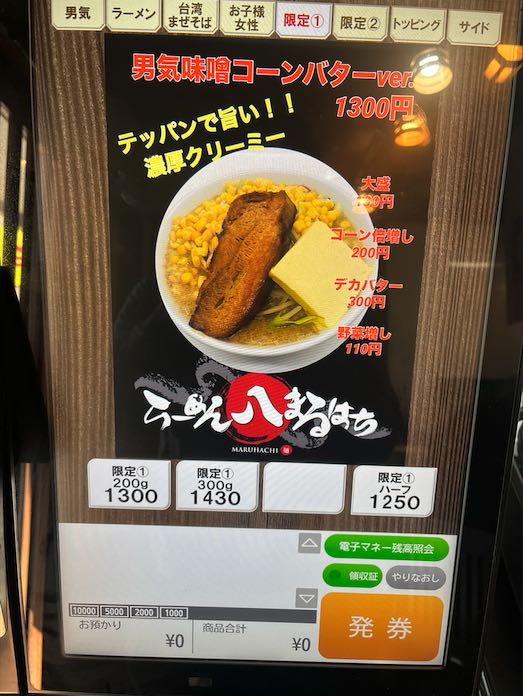 男気
ラーメン
台湾
まぜそば
お子様
女性
限定①
限定②
トッピング
サイド
男気味噌コーンバターver.
1300円
テッパンで旨い！！
濃厚クリーミー
大盛
コーン倍増し
200円
デカバター
300円
野菜増し
110円
らーめん 八 まるはち
MARUHACHI 麺
限定①
200g
1300
限定①
300g
1430
限定①
ハーフ
1250
電子マネー残高照会
領収証
やりなおし
10000 5000 2000 1000
お預かり
¥0
商品合計
¥0
発券